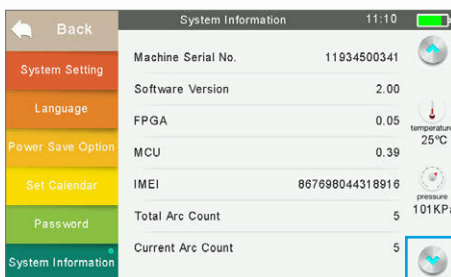 Back
System Information 11:10
System Setting
Language
Power Save Option
Set Calendar
Password
System Information
Machine Serial No. 11934500341
Software Version 2.00
FPGA 0.05
MCU 0.39
IMEI 867698044318916
Total Arc Count 5
Current Arc Count 5
temperature
25°C
pressure
101KPa